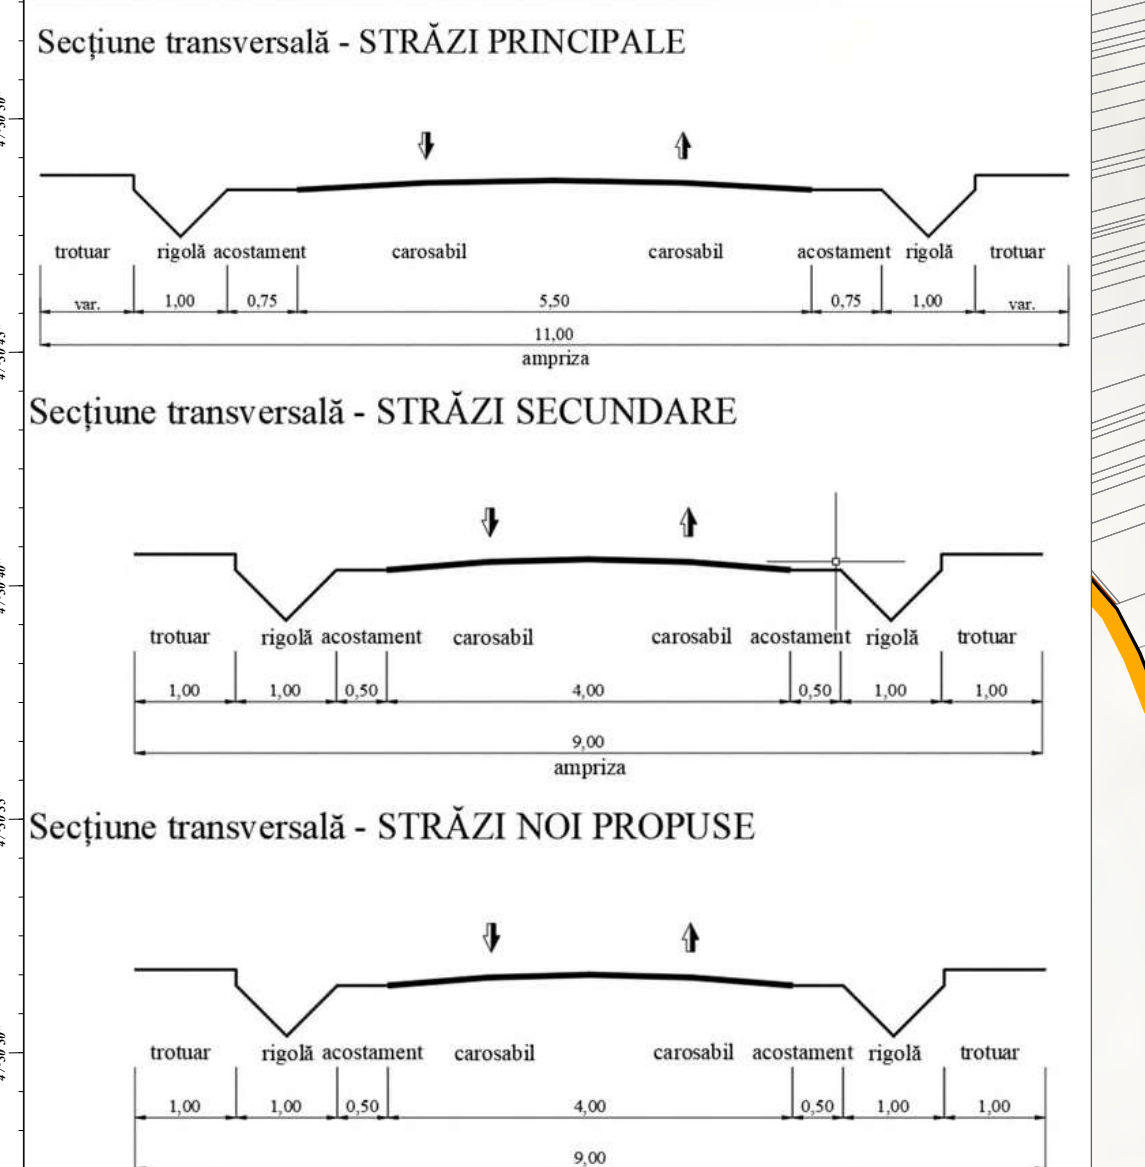 Secțiune transversală - STRĂZI PRINCIPALE
trotuar rigolă acostament carosabil carosabil acostament rigolă trotuar
var. 1,00 0,75 5,50 0,75 1,00 var.
11,00
ampriza
Secțiune transversală - STRĂZI SECUNDARE
trotuar rigolă acostament carosabil carosabil acostament rigolă trotuar
1,00 1,00 0,50 4,00 0,50 1,00 1,00
9,00
ampriza
Secțiune transversală - STRĂZI NOI PROPUSE
trotuar rigolă acostament carosabil carosabil acostament rigolă trotuar
1,00 1,00 0,50 4,00 0,50 1,00 1,00
9,00